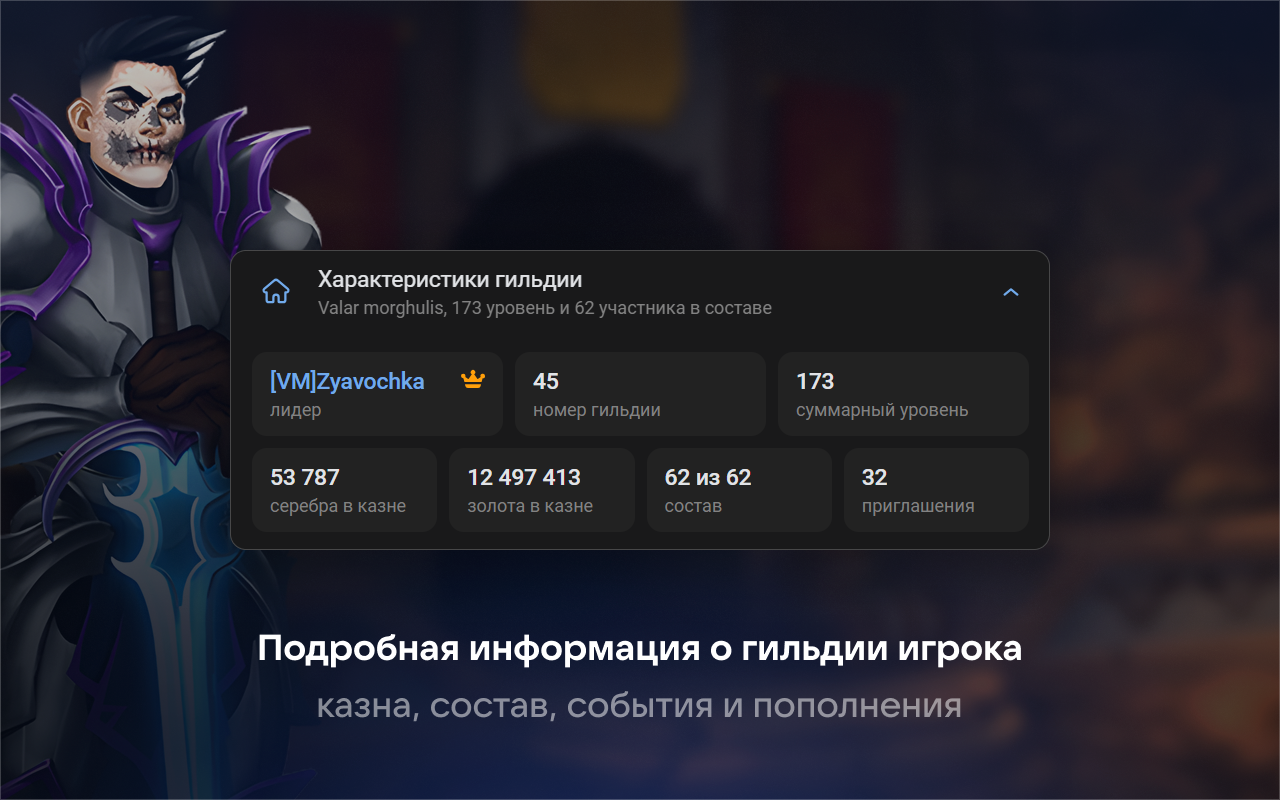 Характеристики гильдии
Valar morghulis, 173 уровень и 62 участника в составе
[VM]Zyavochka
лидер
45
номер гильдии
173
суммарный уровень
53 787
серебра в казне
12 497 413
золота в казне
62 из 62
состав
32
приглашения
Подробная информация о гильдии игрока
казна, состав, события и пополнения